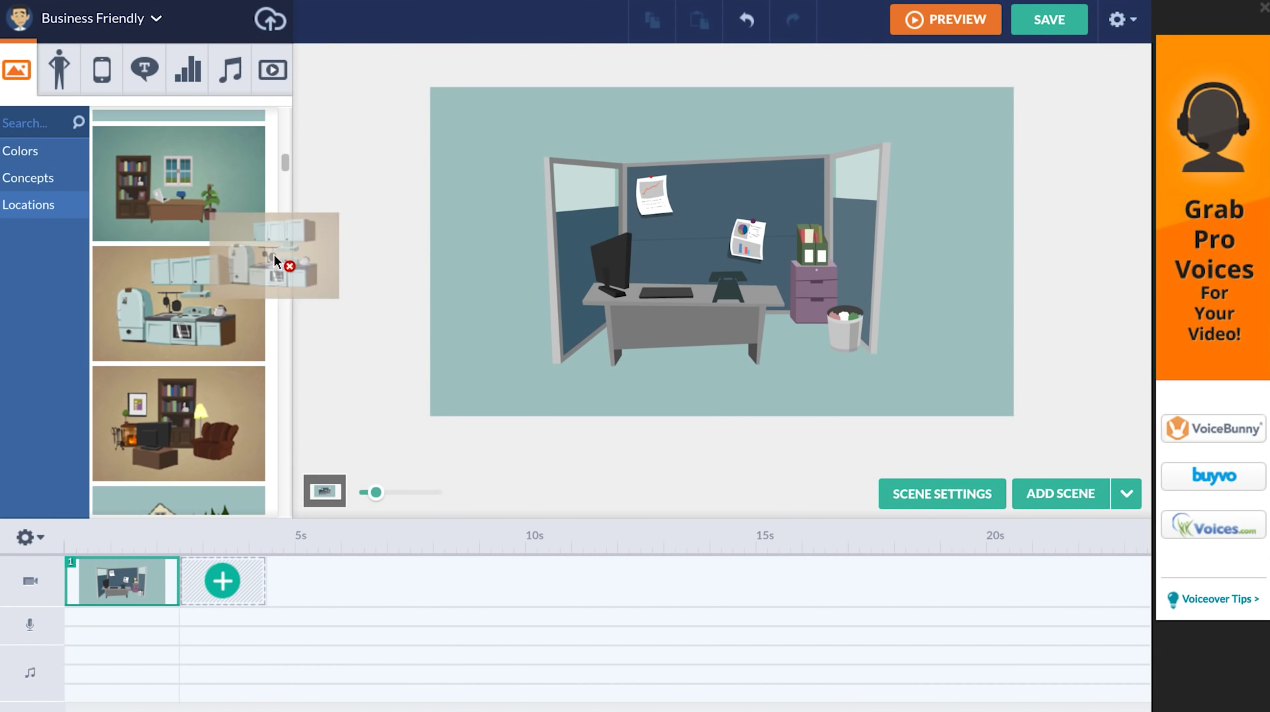 Business Friendly
PREVIEW
SAVE
T
Search...
Colors
Concepts
Locations
Grab
Pro
Voices
For
Your
Video!
VoiceBunny
buyvo
Voices.com
Voiceover Tips >
SCENE SETTINGS
ADD SCENE
5s
10s
15s
20s
1